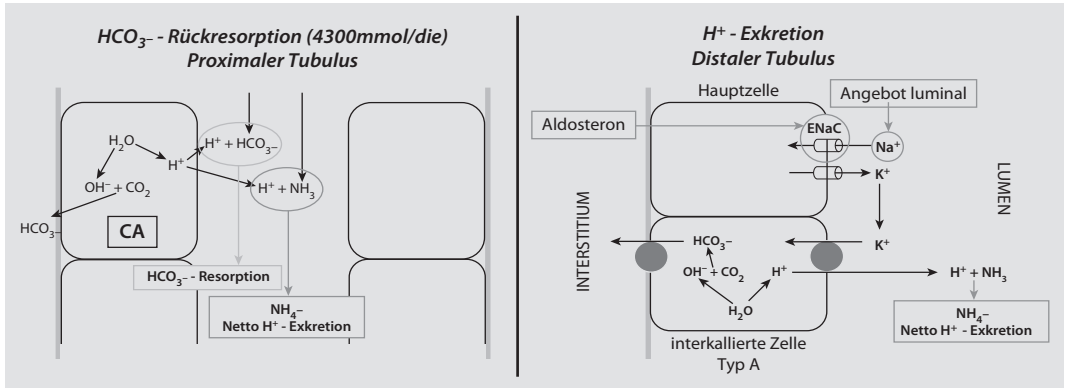 HCO₃₋ - Rückresorption (4300mmol/die)
Proximaler Tubulus
H₂O
H⁺
H⁺ + HCO₃₋
OH⁻ + CO₂
H⁺ + NH₃
HCO₃₋
CA
HCO₃₋ - Resorption
NH₄₋
Netto H⁺ - Exkretion
H⁺ - Exkretion
Distaler Tubulus
Hauptzelle
Angebot luminal
Aldosteron
ENaC
Na⁺
K⁺
LUMEN
INTERSTITIUM
HCO₃₋
K⁺
OH⁻ + CO₂
H⁺
H⁺ + NH₃
H₂O
NH₄₋
Netto H⁺ - Exkretion
interkallierte Zelle
Typ A